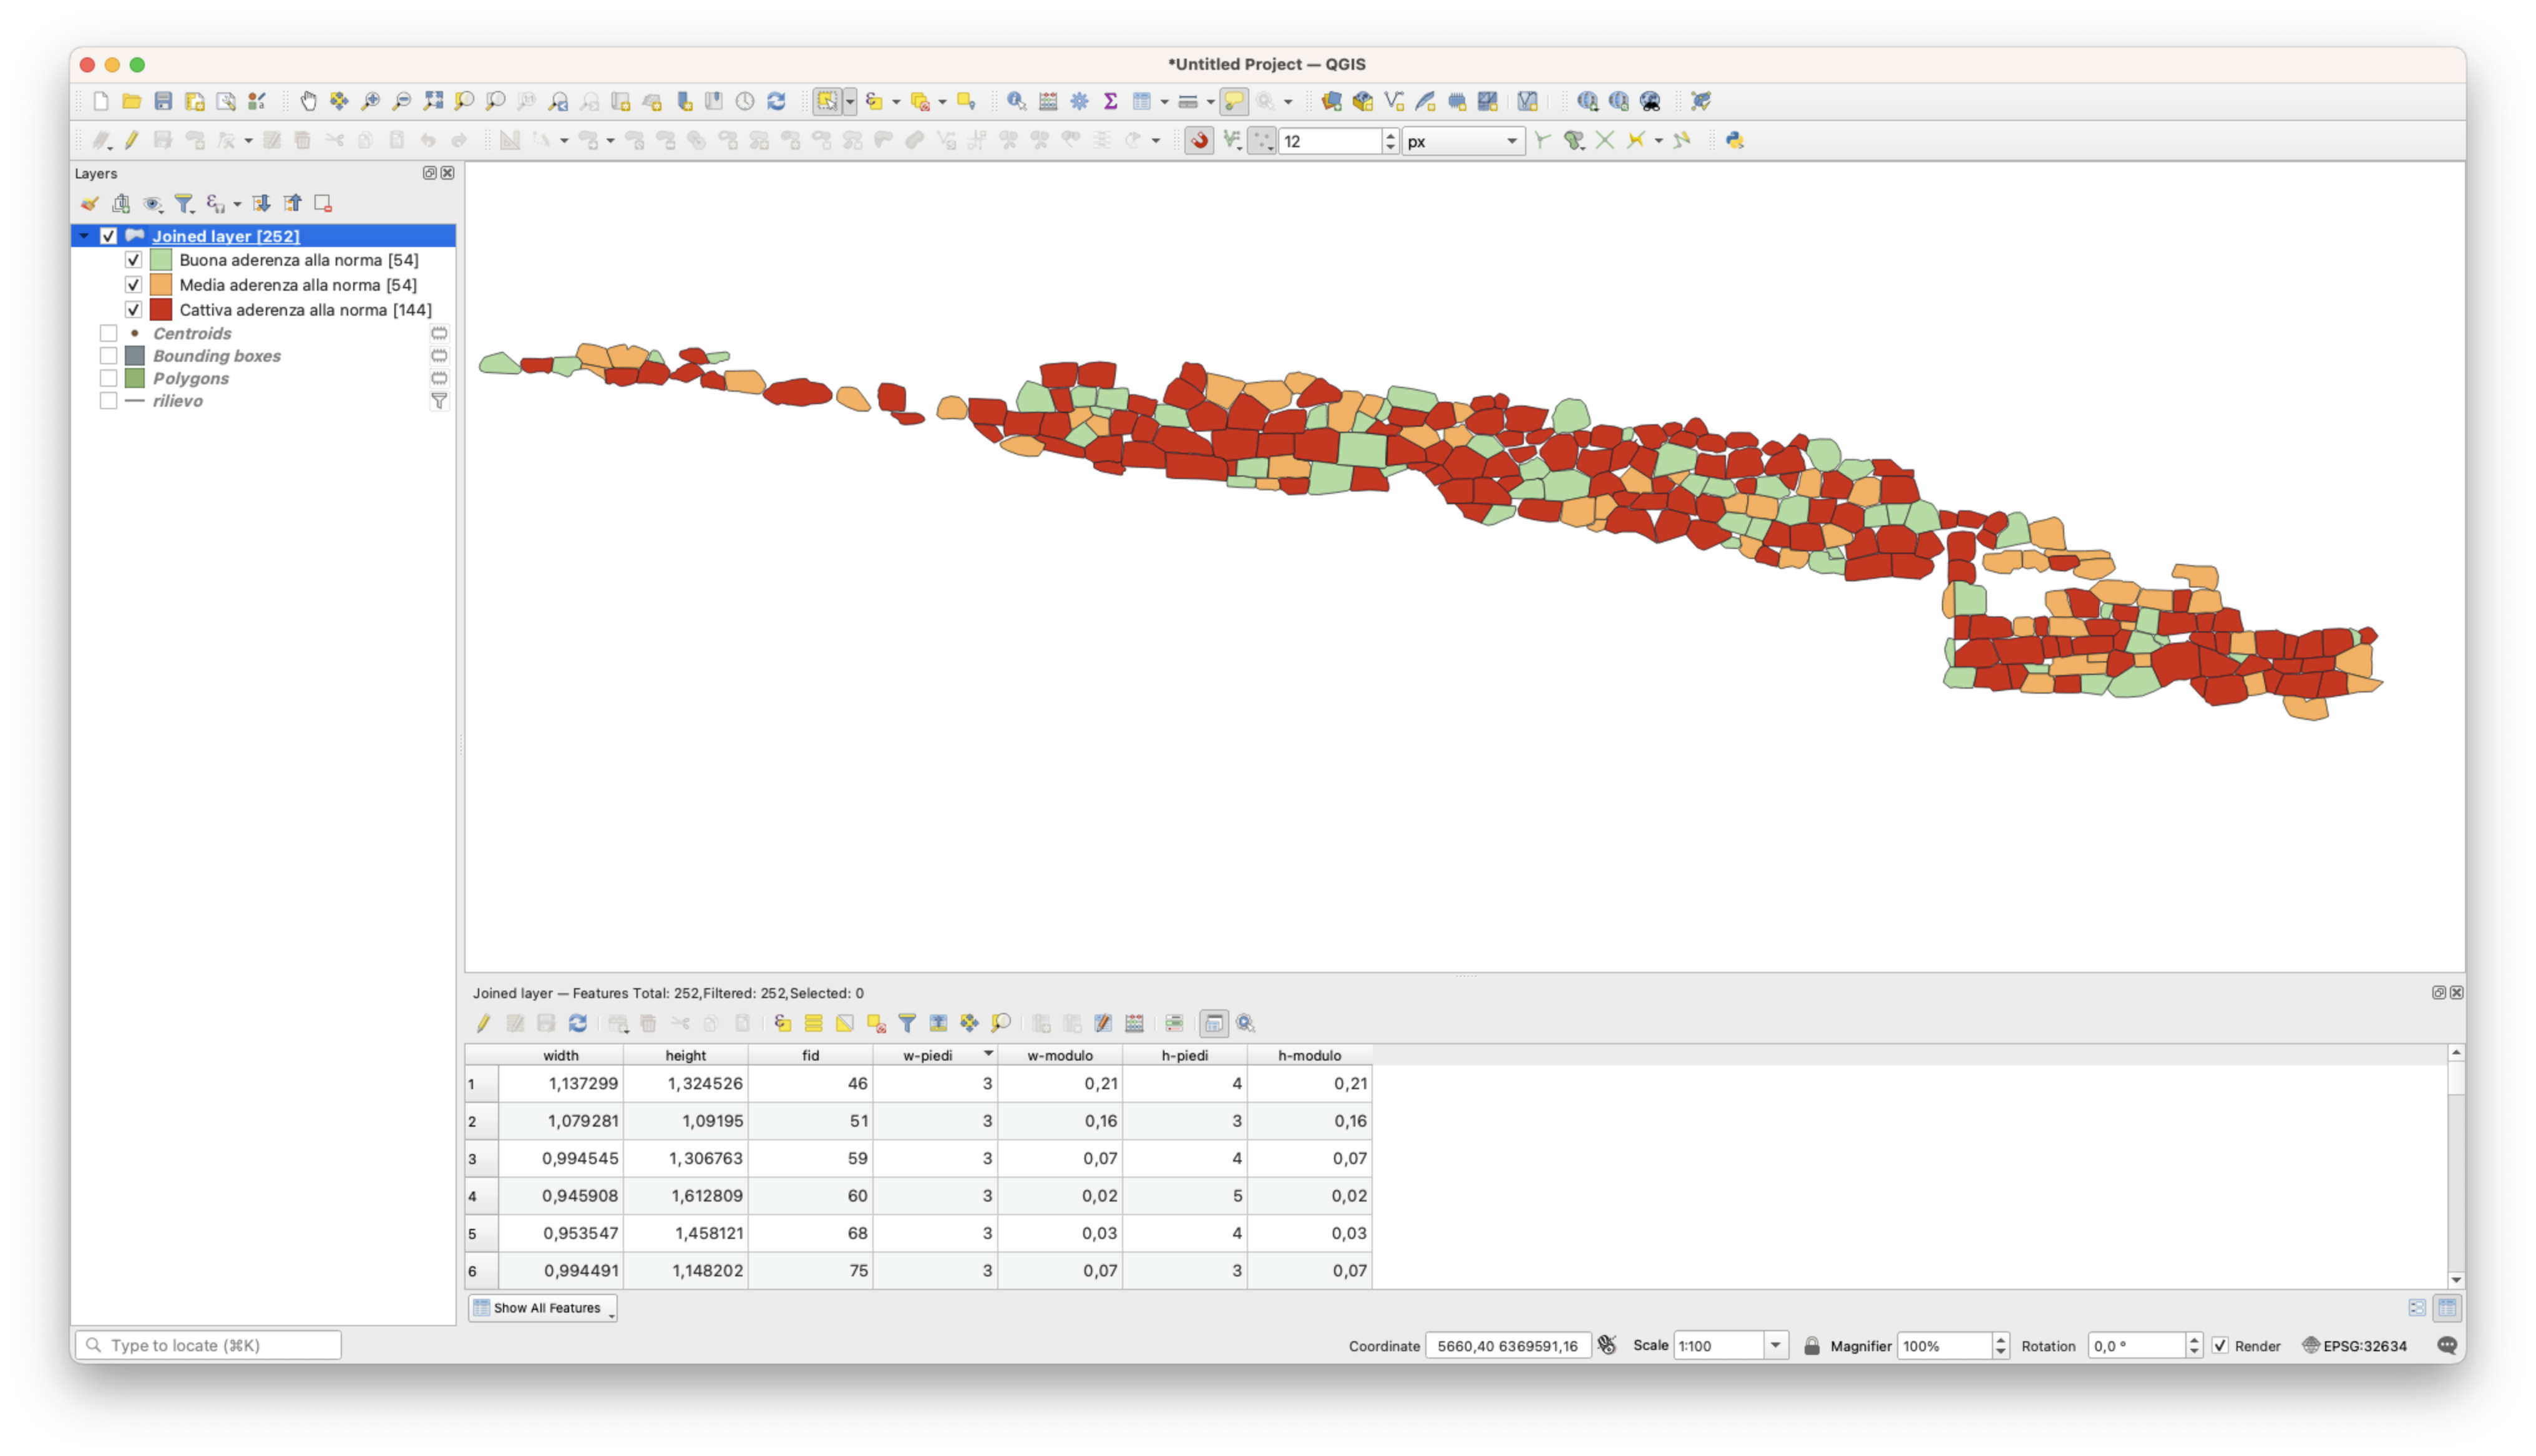 *Untitled Project — QGIS
12
px
Layers
Joined layer [252]
Buona aderenza alla norma [54]
Media aderenza alla norma [54]
Cattiva aderenza alla norma [144]
Centroids
Bounding boxes
Polygons
rilievo
Joined layer — Features Total: 252, Filtered: 252, Selected: 0
width height fid w-piedi w-modulo h-piedi h-modulo
1 1,137299 1,324526 46 3 0,21 4 0,21
2 1,079281 1,09195 51 3 0,16 3 0,16
3 0,994545 1,306763 59 3 0,07 4 0,07
4 0,945908 1,612809 60 3 0,02 5 0,02
5 0,953547 1,458121 68 3 0,03 4 0,03
6 0,994491 1,148202 75 3 0,07 3 0,07
Show All Features
Type to locate (⌘K)
Coordinate 5660,40 6369591,16 Scale 1:100 Magnifier 100% Rotation 0,0 ° Render EPSG:32634